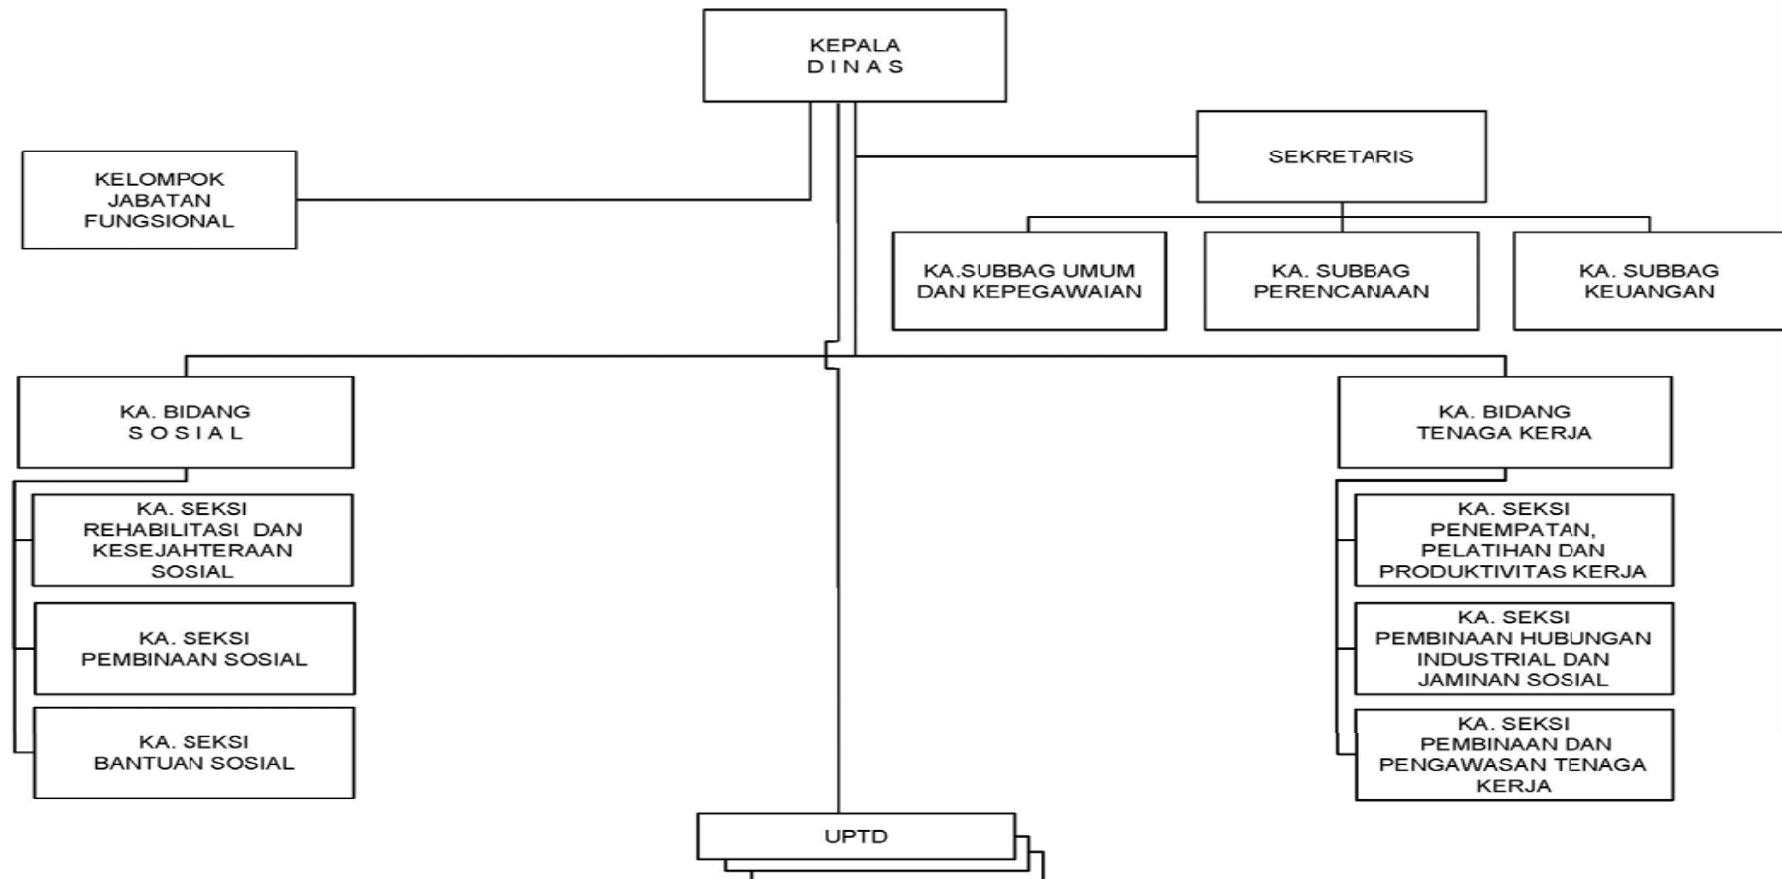 KEPALA
D I N A S
SEKRETARIS
KELOMPOK
JABATAN
FUNGSIONAL
KA.SUBBAG UMUM
DAN KEPEGAWAIAN
KA. SUBBAG
PERENCANAAN
KA. SUBBAG
KEUANGAN
KA. BIDANG
S O S I A L
KA. SEKSI
REHABILITASI DAN
KESEJAHTERAAN
SOSIAL
KA. SEKSI
PEMBINAAN SOSIAL
KA. SEKSI
BANTUAN SOSIAL
KA. BIDANG
TENAGA KERJA
KA. SEKSI
PENEMPATAN,
PELATIHAN DAN
PRODUKTIVITAS KERJA
KA. SEKSI
PEMBINAAN HUBUNGAN
INDUSTRIAL DAN
JAMINAN SOSIAL
KA. SEKSI
PEMBINAAN DAN
PENGAWASAN TENAGA
KERJA
UPTD